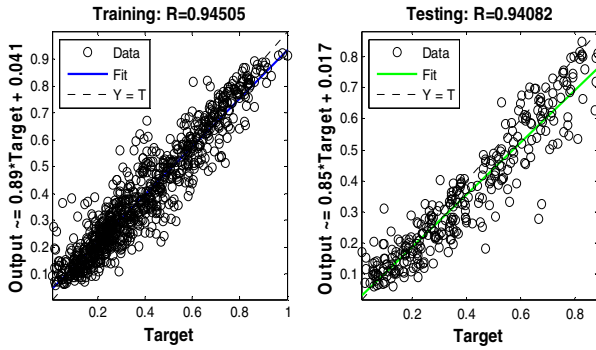 Training: R=0.94505
Output ~= 0.89*Target + 0.041
0.9
0.8
0.7
0.6
0.5
0.4
0.3
0.2
0.1
Data
Fit
Y = T
0.2 0.4 0.6 0.8 1
Target
Testing: R=0.94082
Output ~= 0.85*Target + 0.017
0.8
0.7
0.6
0.5
0.4
0.3
0.2
0.1
Data
Fit
Y = T
0.2 0.4 0.6 0.8
Target